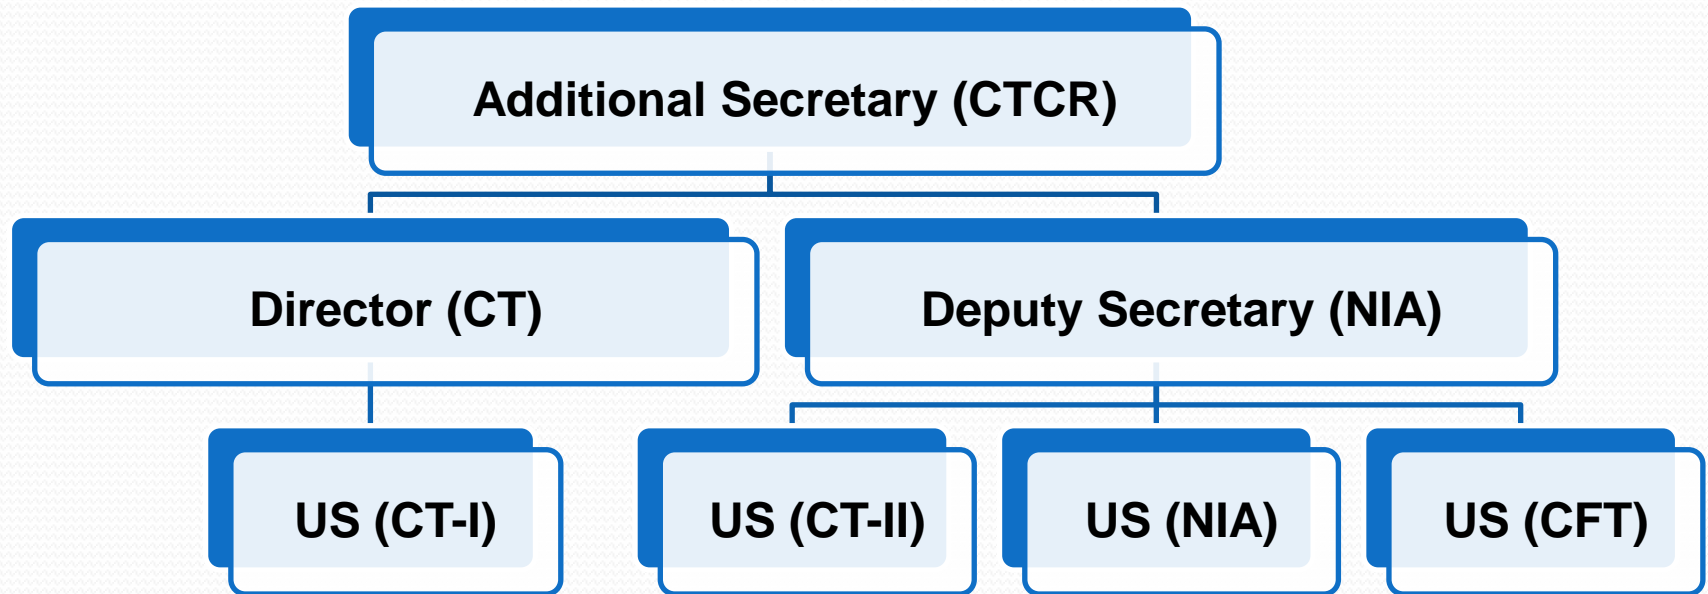 Additional Secretary (CTCR)
Director (CT)
Deputy Secretary (NIA)
US (CT-I)
US (CT-II)
US (NIA)
US (CFT)